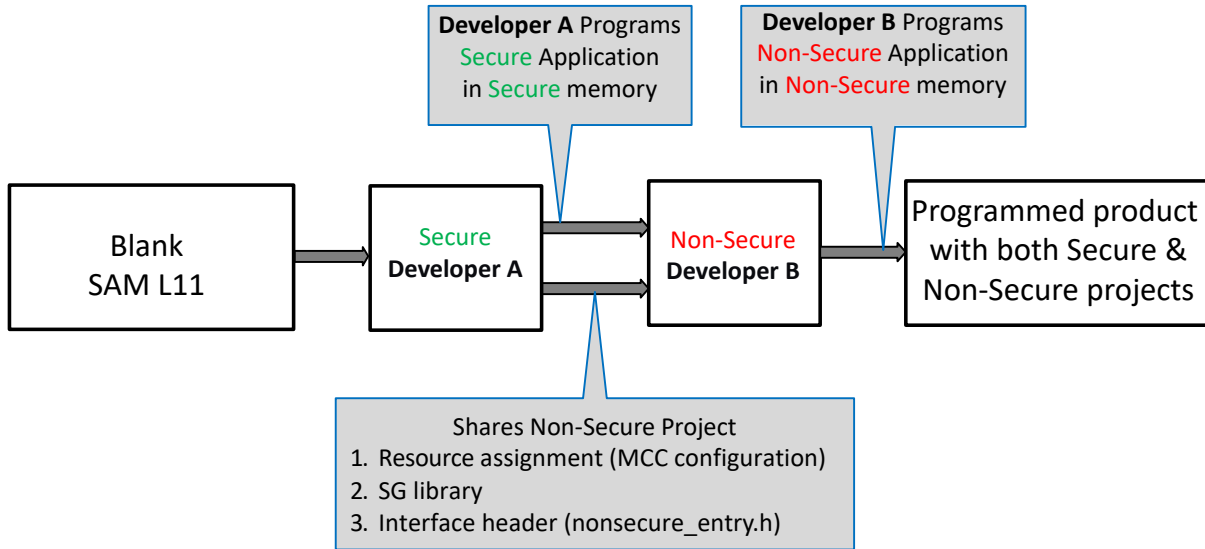 Developer A Programs
Secure Application
in Secure memory
Developer B Programs
Non-Secure Application
in Non-Secure memory
Blank
SAM L11
Secure
Developer A
Non-Secure
Developer B
Programmed product
with both Secure &
Non-Secure projects
Shares Non-Secure Project
1. Resource assignment (MCC configuration)
2. SG library
3. Interface header (nonsecure_entry.h)